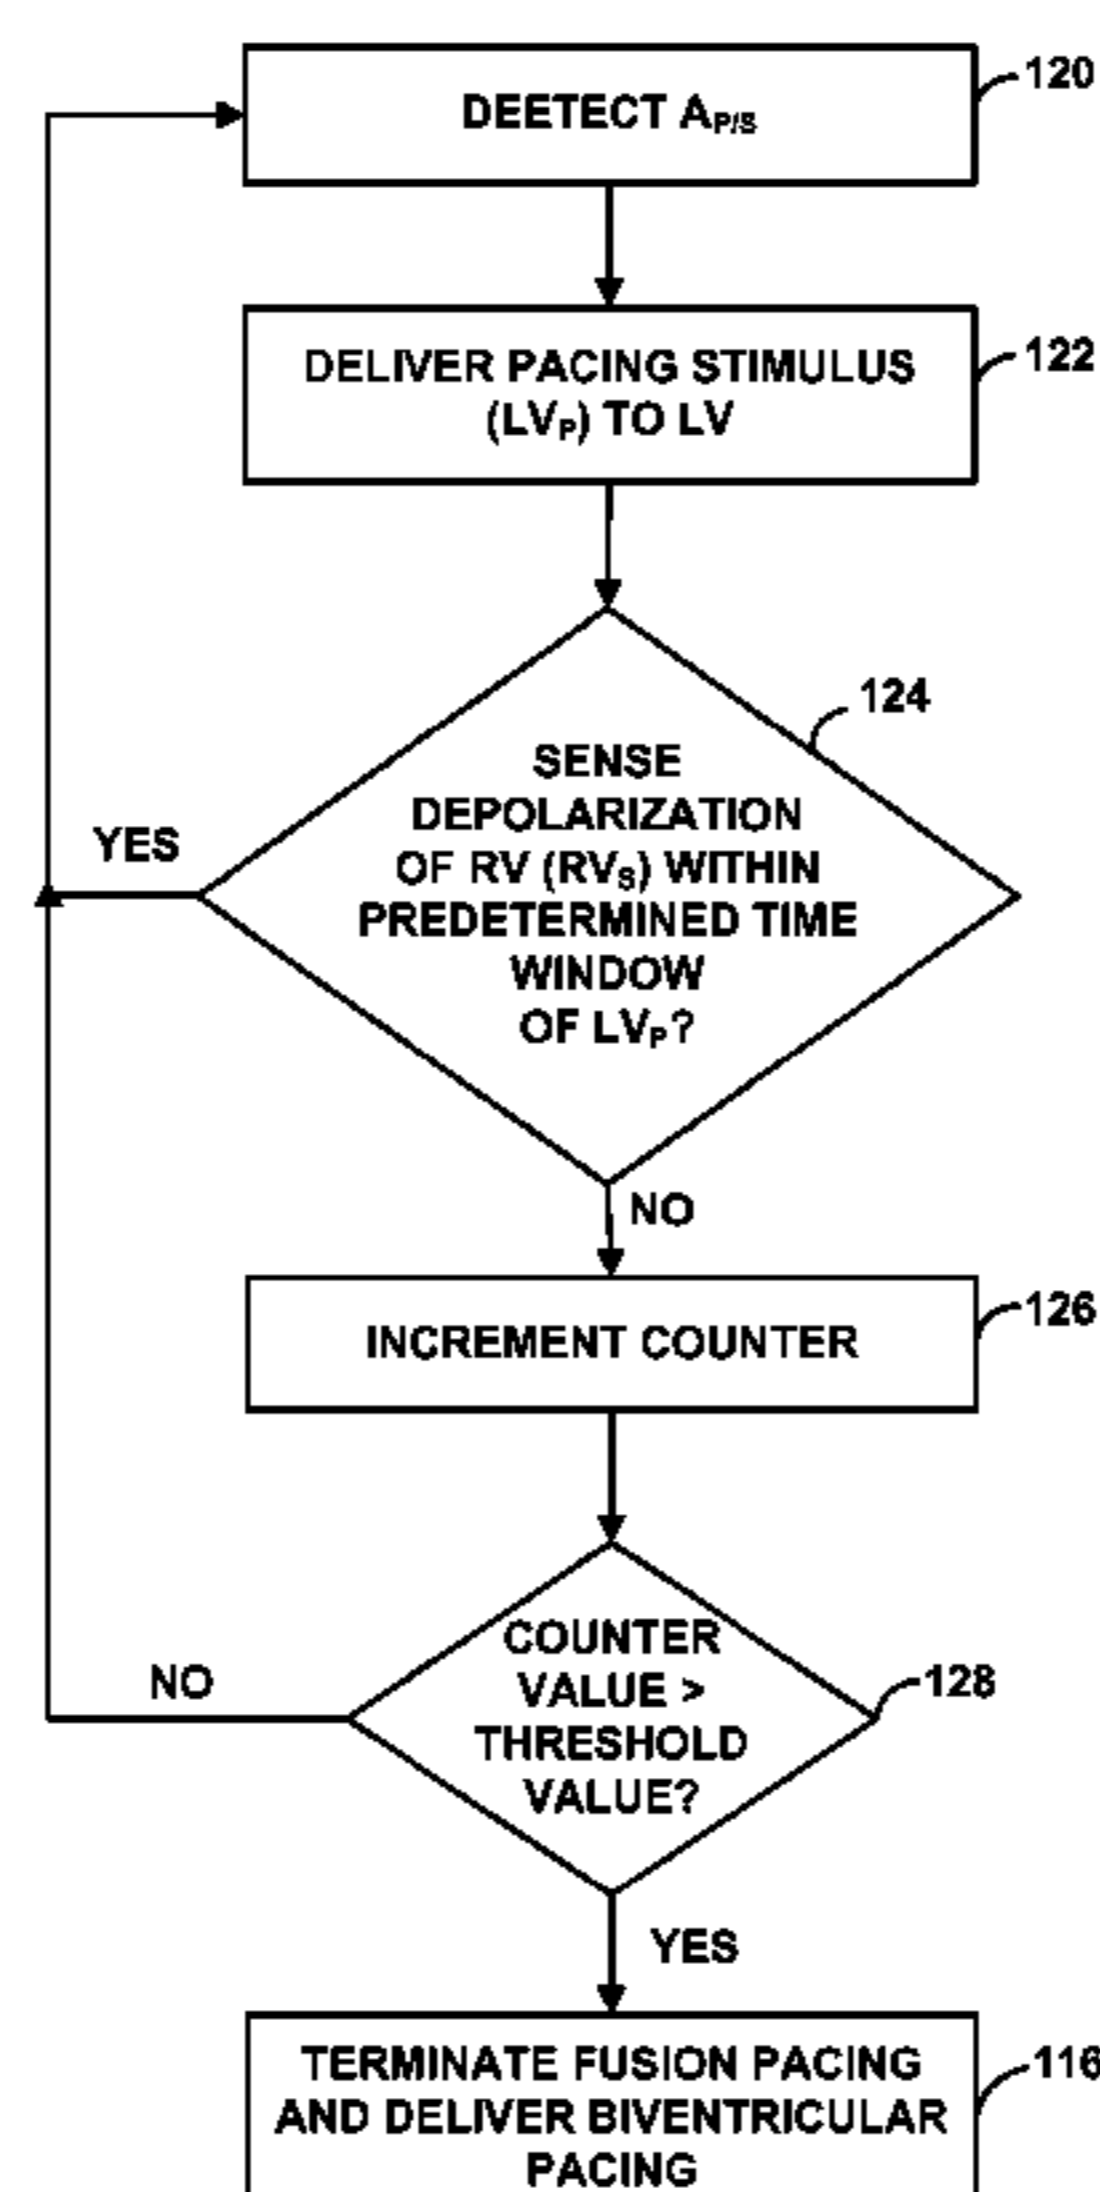 DEETECT AP/S
120
DELIVER PACING STIMULUS
(LVP) TO LV
122
124
SENSE
DEPOLARIZATION
OF RV (RVS) WITHIN
PREDETERMINED TIME
WINDOW
OF LVP?
YES
NO
INCREMENT COUNTER
126
COUNTER
VALUE >
THRESHOLD
VALUE?
128
NO
YES
TERMINATE FUSION PACING
AND DELIVER BIVENTRICULAR
PACING
116